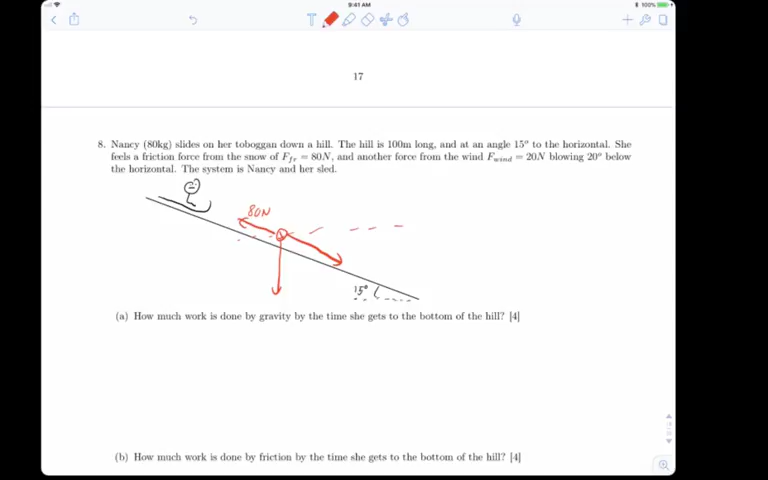 9:41 AM
100%
T
17
8. Nancy (80kg) slides on her toboggan down a hill. The hill is 100m long, and at an angle 15° to the horizontal. She
feels a friction force from the snow of F_fr = 80N, and another force from the wind F_wind = 20N blowing 20° below
the horizontal. The system is Nancy and her sled.
80N
15°
(a) How much work is done by gravity by the time she gets to the bottom of the hill? [4]
(b) How much work is done by friction by the time she gets to the bottom of the hill? [4]